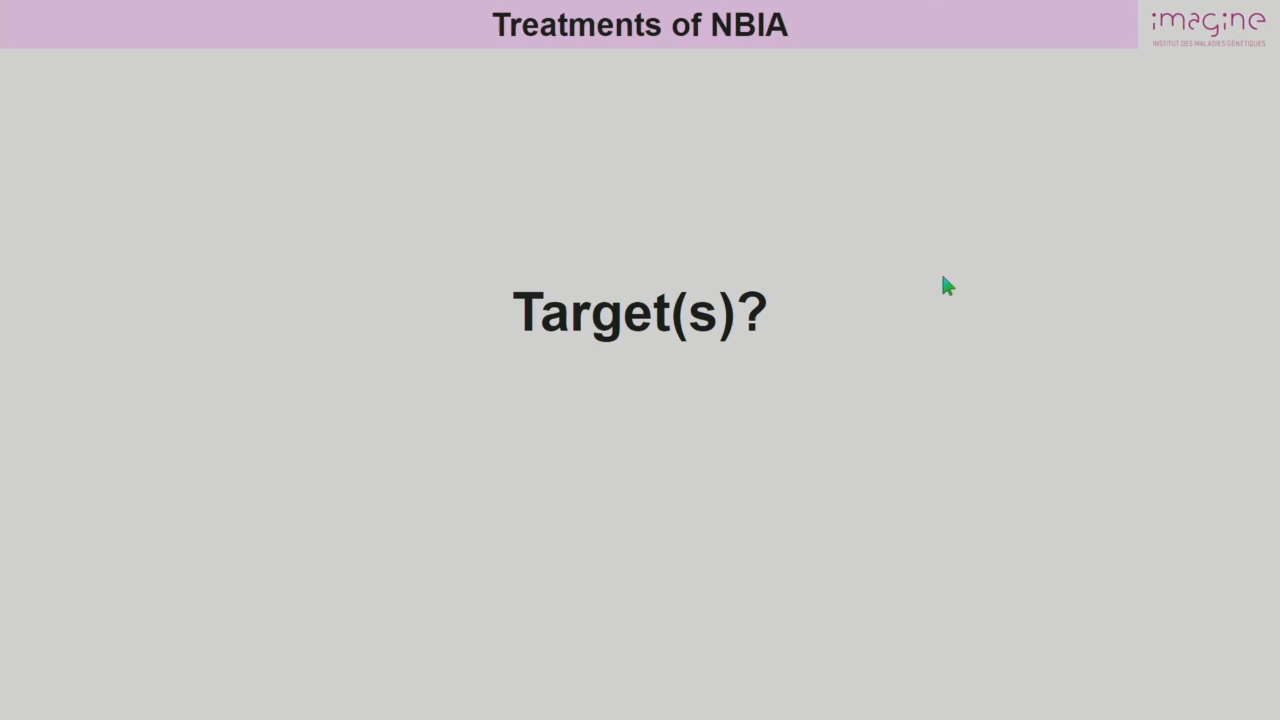 Treatments of NBIA
imagine
INSTITUT DES MALADIES GÉNÉTIQUES
Target(s)?